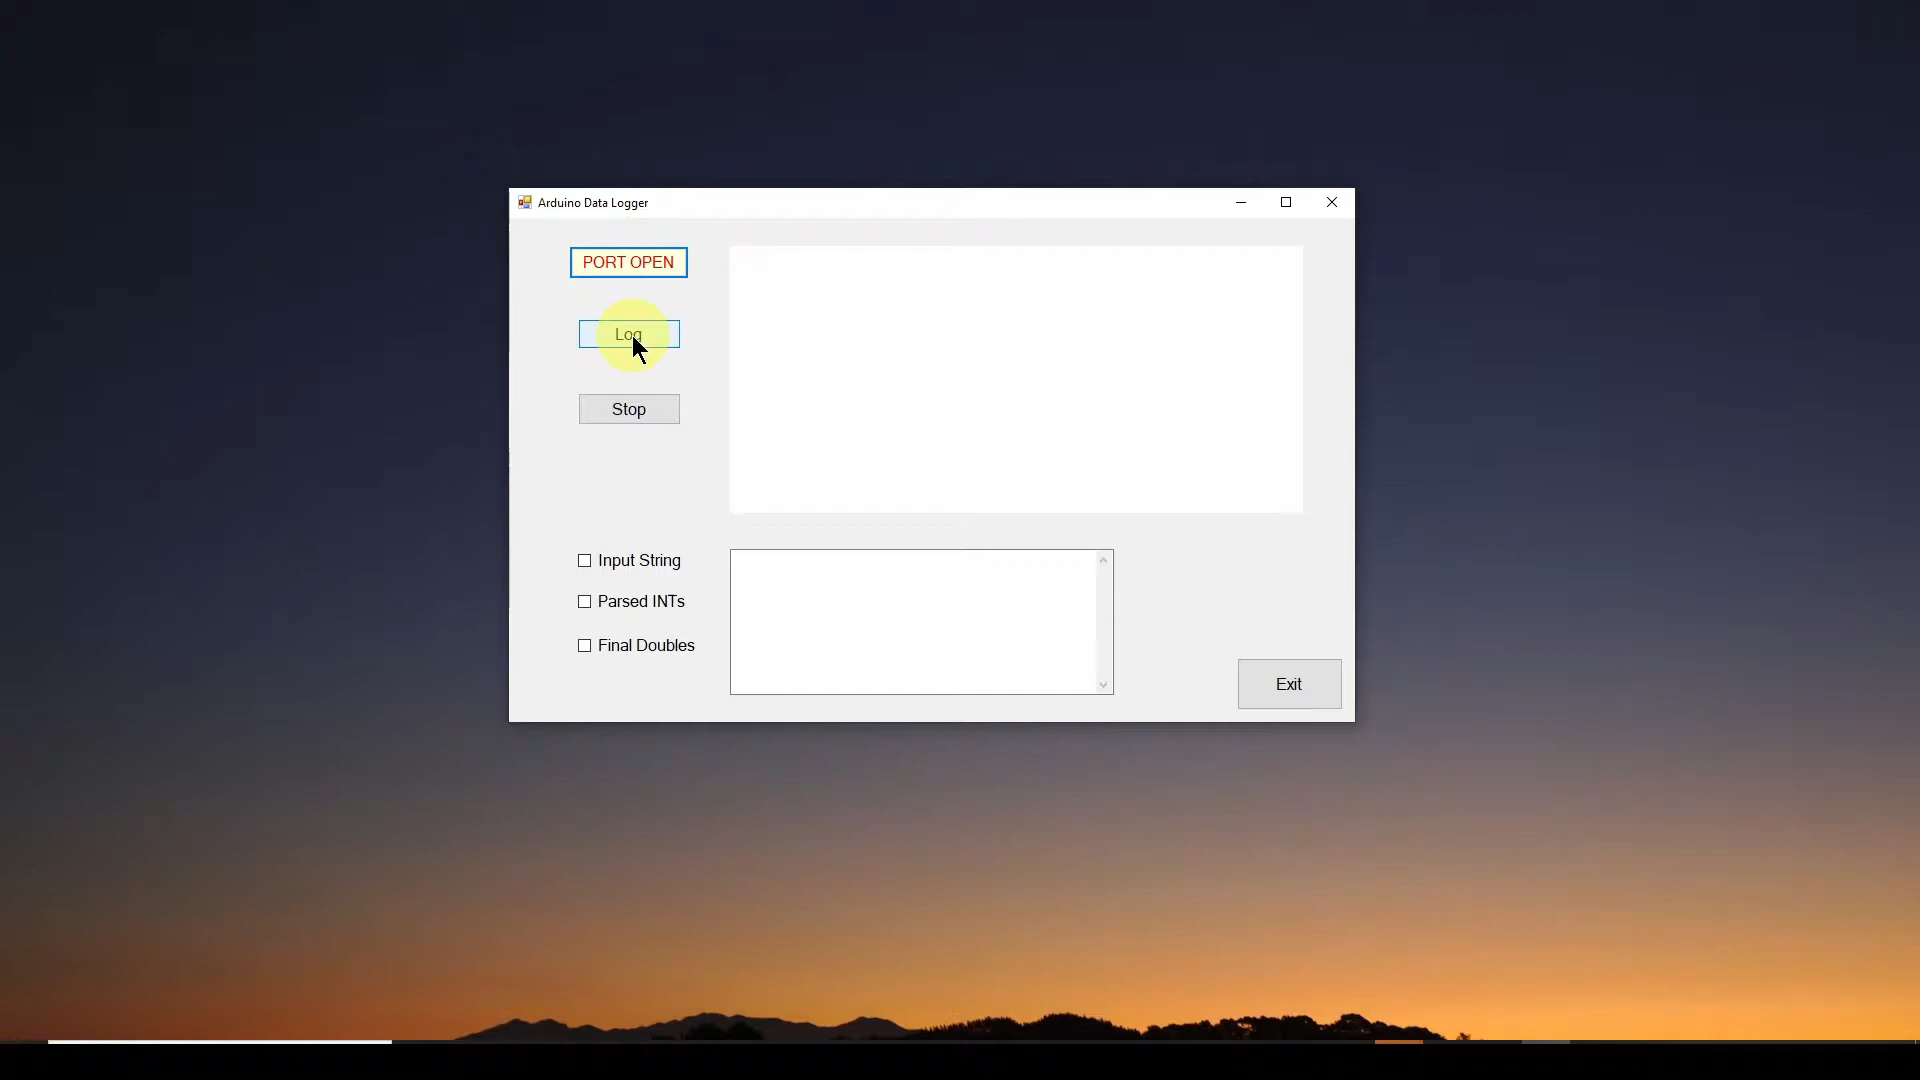 Arduino Data Logger
PORT OPEN
Log
Stop
Input String
Parsed INTs
Final Doubles
Exit